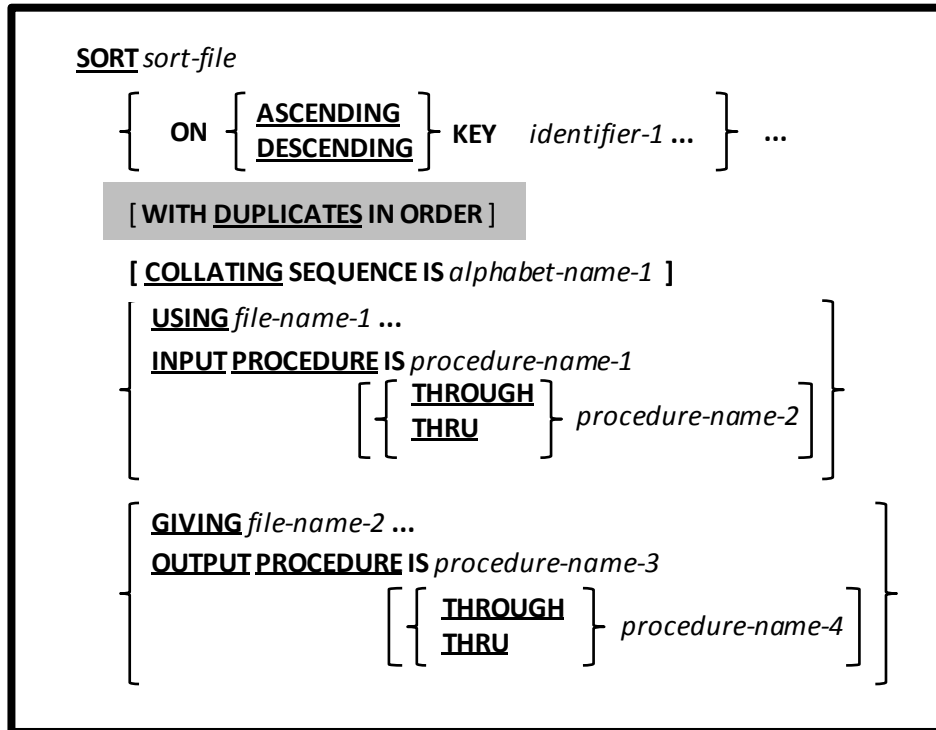 SORT sort-file
ON ASCENDING KEY identifier-1 ... ...
DESCENDING
[ WITH DUPLICATES IN ORDER ]
[ COLLATING SEQUENCE IS alphabet-name-1 ]
USING file-name-1 ...
INPUT PROCEDURE IS procedure-name-1
THROUGH
THRU
procedure-name-2
GIVING file-name-2 ...
OUTPUT PROCEDURE IS procedure-name-3
THROUGH
THRU
procedure-name-4